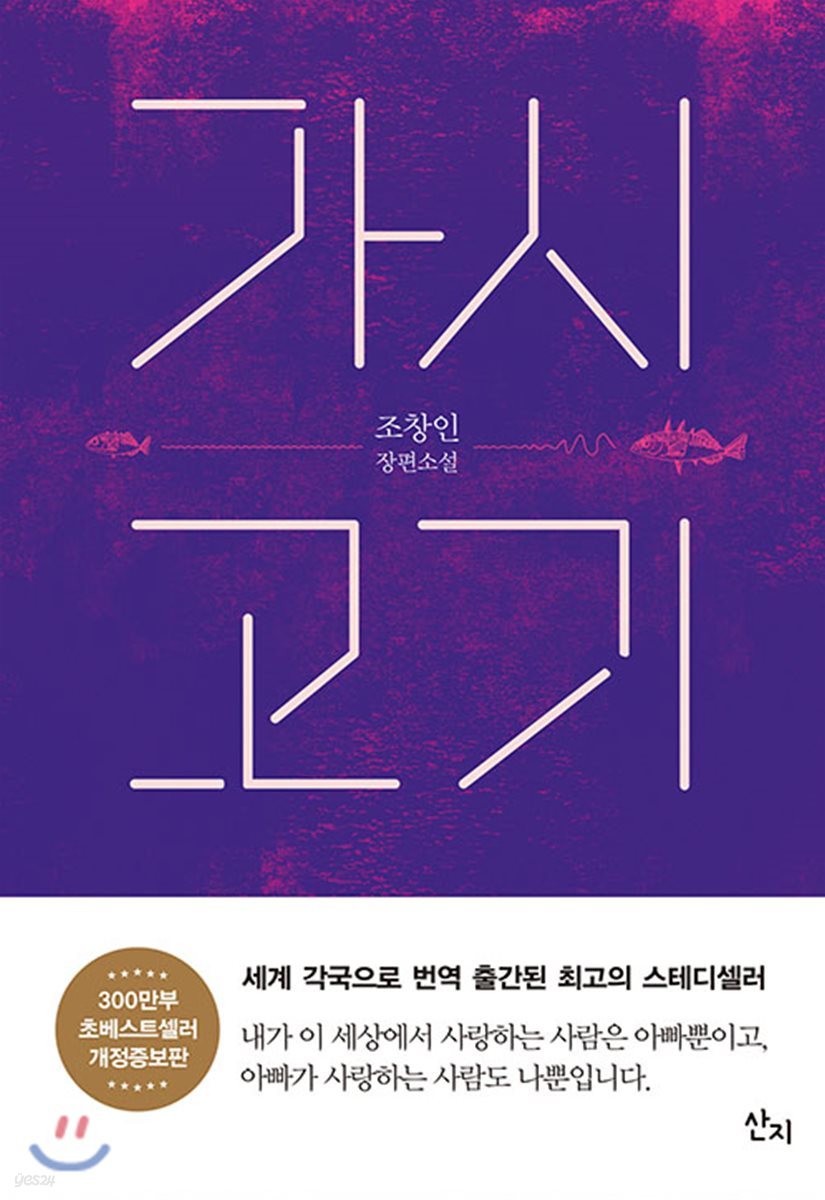 가시
조창인
장편소설
고기
세계 각국으로 번역 출간된 최고의 스테디셀러
300만부
초베스트셀러
개정증보판
내가 이 세상에서 사랑하는 사람은 아빠뿐이고,
아빠가 사랑하는 사람도 나뿐입니다.
산지
yes24